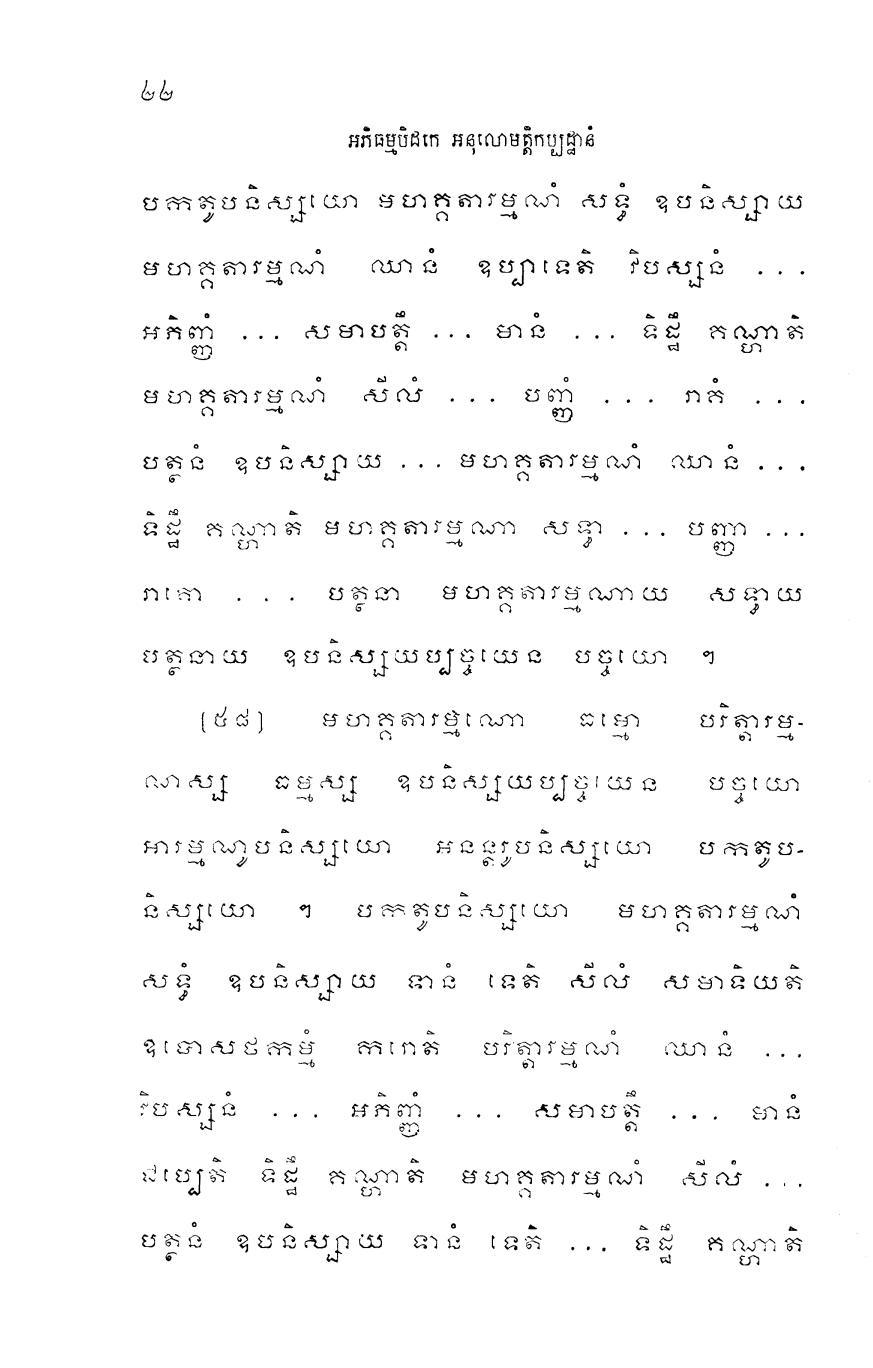 ៤៤
អភិធម្មបិដកេ អនុលោមត្តិកប្បដ្ឋានំ
បកតូបនិស្សយោ មហគ្គតារម្មណំ សទ្ធំ ឧបនិស្សាយ
មហគ្គតារម្មណំ ឈានំ ឧប្បាទេតិ វិបស្សនំ ...
អភិញ្ញំ ... សមាបត្តឹ ... មានំ ... ទិដ្ឋឹ គណ្ហាតិ
មហគ្គតារម្មណំ សីលំ ... បញ្ញំ ... រាគំ ...
បត្ថនំ ឧបនិស្សាយ ... មហគ្គតារម្មណំ ឈានំ ...
ទិដ្ឋឹ គណ្ហាតិ មហគ្គតារម្មណា សទ្ធា ... បញ្ញា ...
រាគោ ... បត្ថនា មហគ្គតារម្មណាយ សទ្ធាយ
បត្ថនាយ ឧបនិស្សយប្បច្ចយេន បច្ចយោ ។
[៥៨] មហគ្គតារម្មណោ ធម្មោ បរិត្តារម្ម-
ណស្ស ធម្មស្ស ឧបនិស្សយប្បច្ចយេន បច្ចយោ
អារម្មណូបនិស្សយោ អនន្តរូបនិស្សយោ បកតូប-
និស្សយោ ។ បកតូបនិស្សយោ មហគ្គតារម្មណំ
សទ្ធំ ឧបនិស្សាយ ទានំ ទេតិ សីលំ សមាទិយតិ
ឧបោសថកម្មំ ករោតិ បរិត្តារម្មណំ ឈានំ ...
វិបស្សនំ ... អភិញ្ញំ ... សមាបត្តឹ ... មានំ
ជប្បេតិ ទិដ្ឋឹ គណ្ហាតិ មហគ្គតារម្មណំ សីលំ ...
បត្ថនំ ឧបនិស្សាយ ទានំ ទេតិ ... ទិដ្ឋឹ គណ្ហាតិ